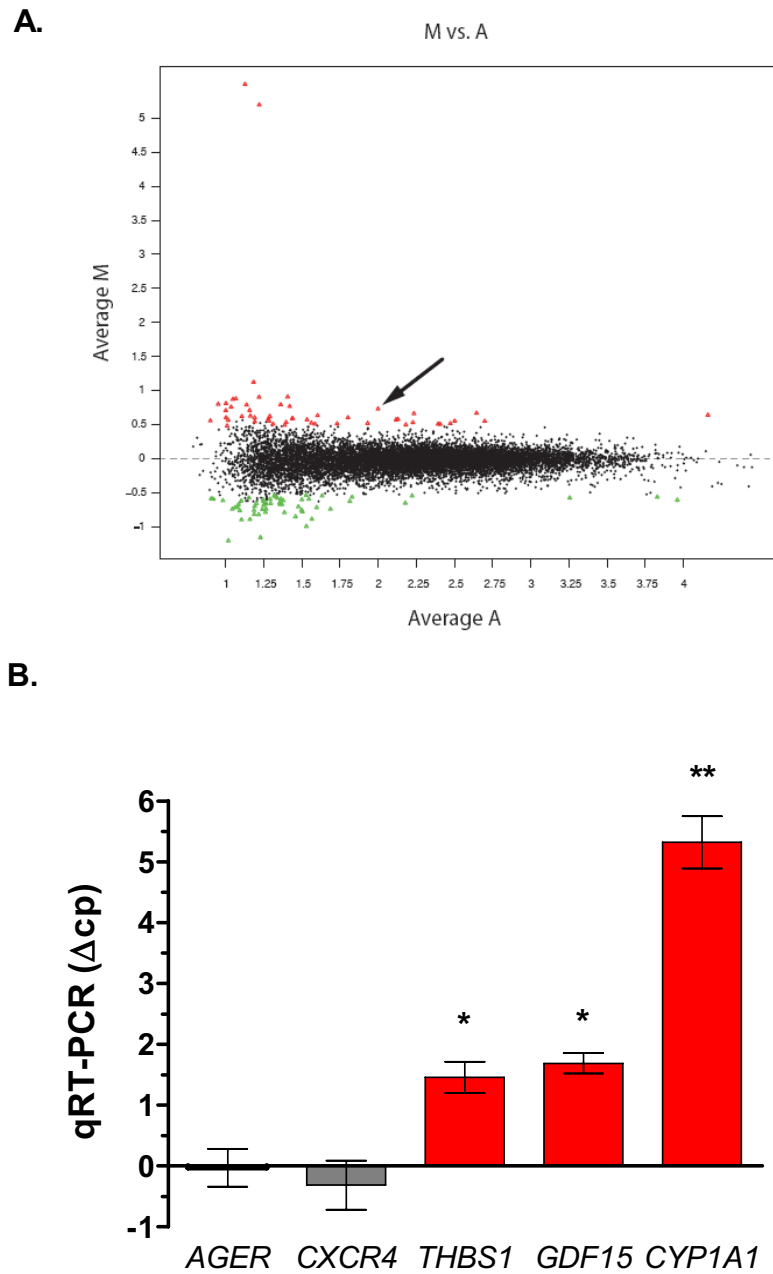 A.
M vs. A
Average M
5
4.5
4
3.5
3
2.5
2
1.5
1
0.5
0
−0.5
−1
1 1.25 1.5 1.75 2 2.25 2.5 2.75 3 3.25 3.5 3.75 4
Average A
B.
qRT-PCR (Δcp)
6
5
4
3
2
1
0
-1
* * **
AGER CXCR4 THBS1 GDF15 CYP1A1